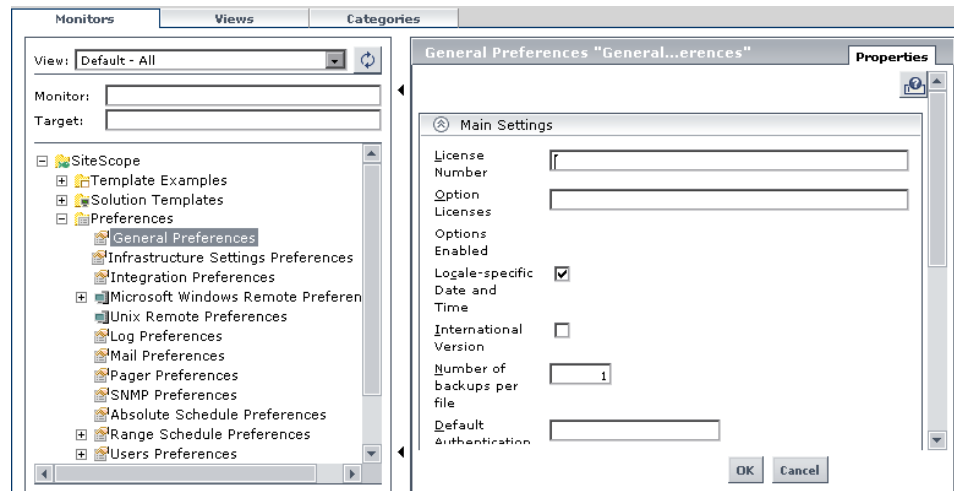 Monitors
Views
Categories
View: Default - All
Monitor:
Target:
SiteScope
Template Examples
Solution Templates
Preferences
General Preferences
Infrastructure Settings Preferences
Integration Preferences
Microsoft Windows Remote Preferen
Unix Remote Preferences
Log Preferences
Mail Preferences
Pager Preferences
SNMP Preferences
Absolute Schedule Preferences
Range Schedule Preferences
Users Preferences
General Preferences "General...erences"
Properties
Main Settings
License
Number
Option
Licenses
Options
Enabled
Locale-specific
Date and
Time
International
Version
Number of
backups per
file
1
Default
Authentication
OK
Cancel